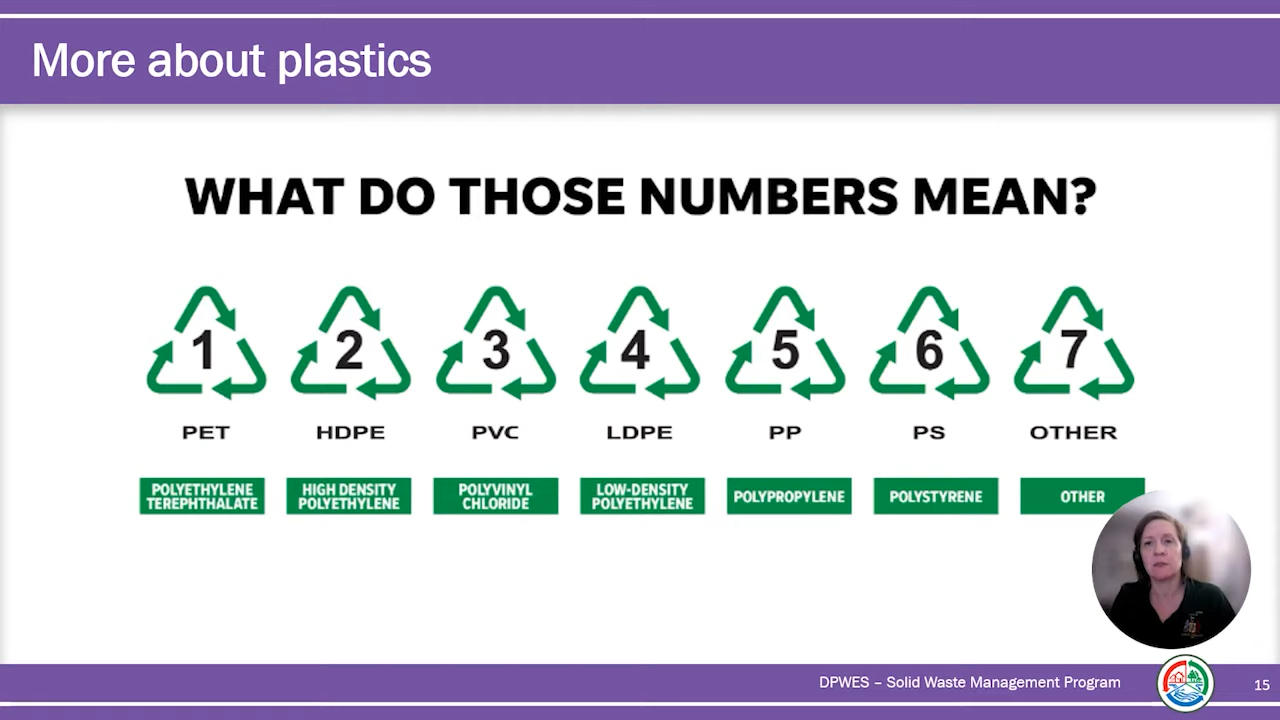 More about plastics
WHAT DO THOSE NUMBERS MEAN?
1 2 3 4 5 6 7
PET HDPE PVC LDPE PP PS OTHER
POLYETHYLENE
TEREPHTHALATE
HIGH DENSITY
POLYETHYLENE
POLYVINYL
CHLORIDE
LOW-DENSITY
POLYETHYLENE
POLYPROPYLENE
POLYSTYRENE
OTHER
DPWES – Solid Waste Management Program
15